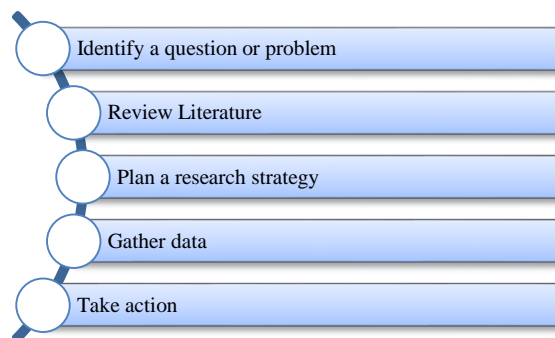 Identify a question or problem
Review Literature
Plan a research strategy
Gather data
Take action